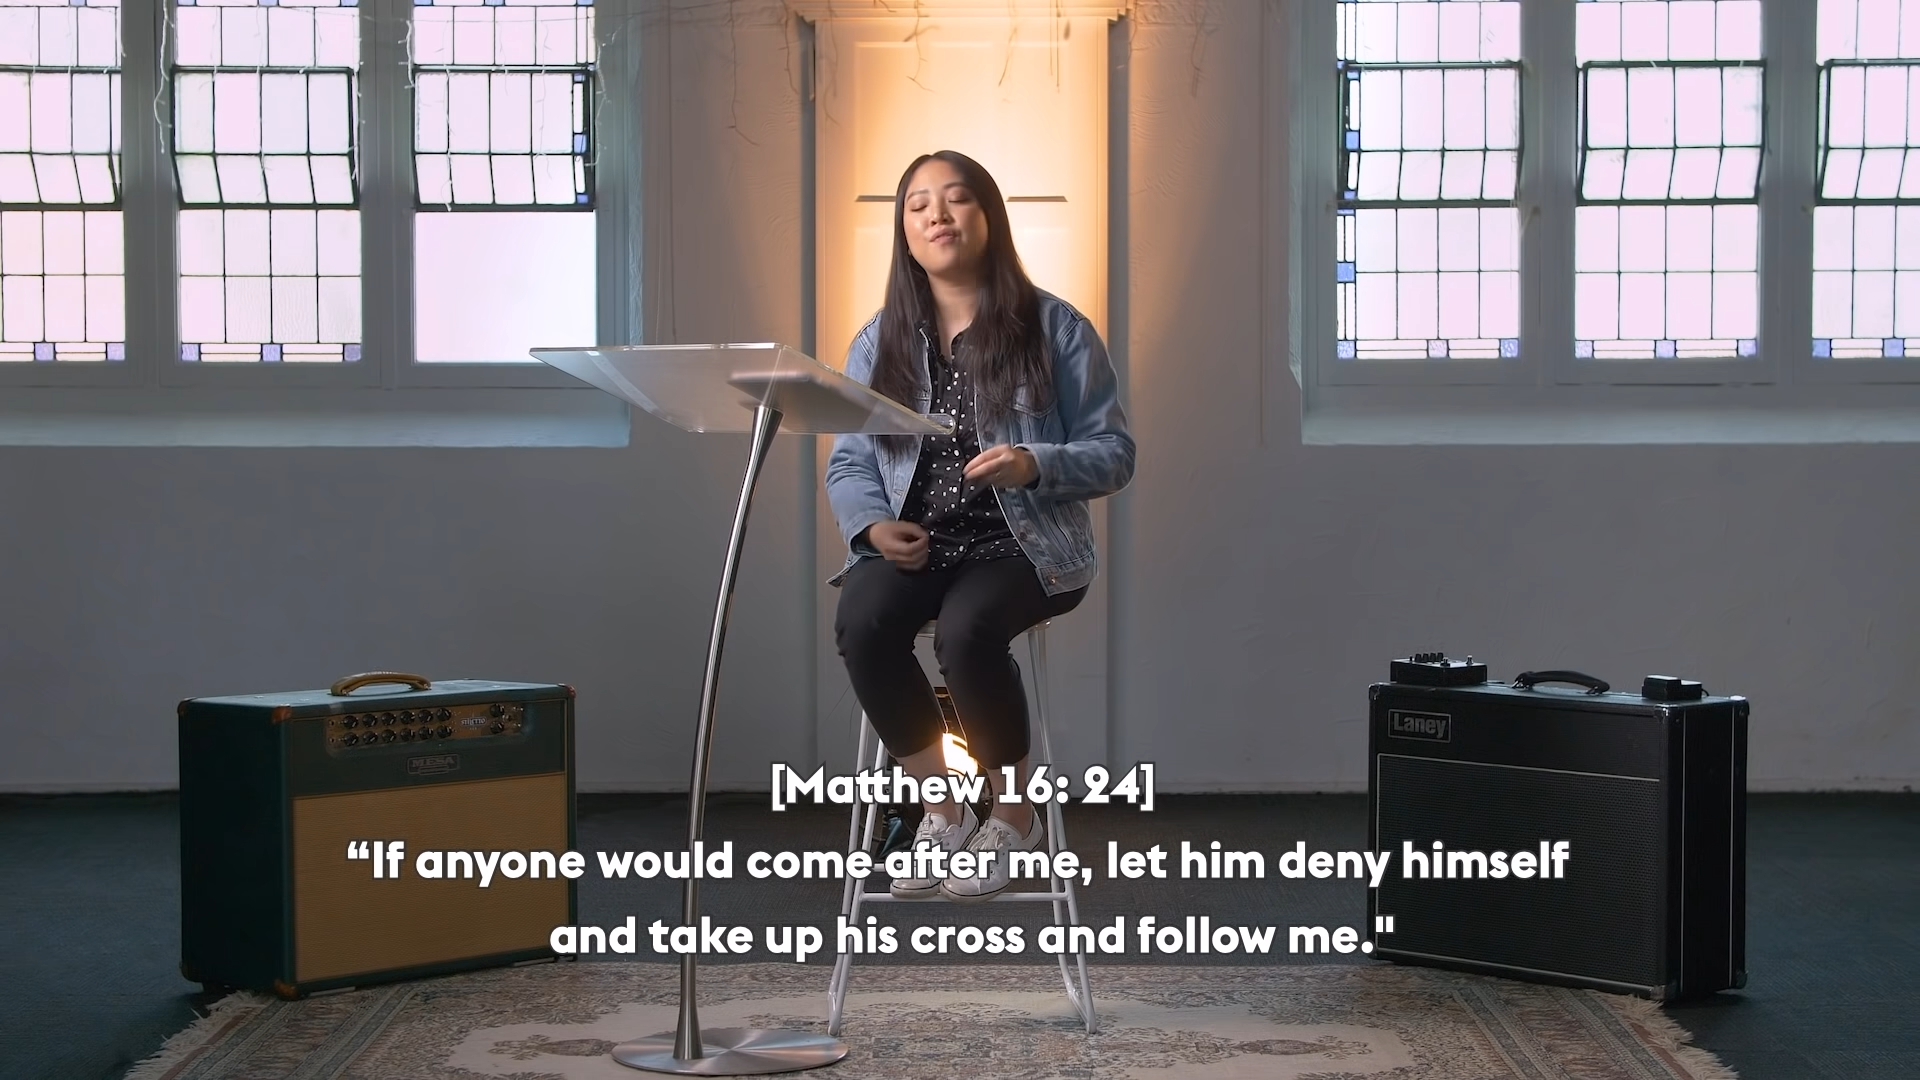 MESA
Laney
[Matthew 16: 24]
“If anyone would come after me, let him deny himself
and take up his cross and follow me."